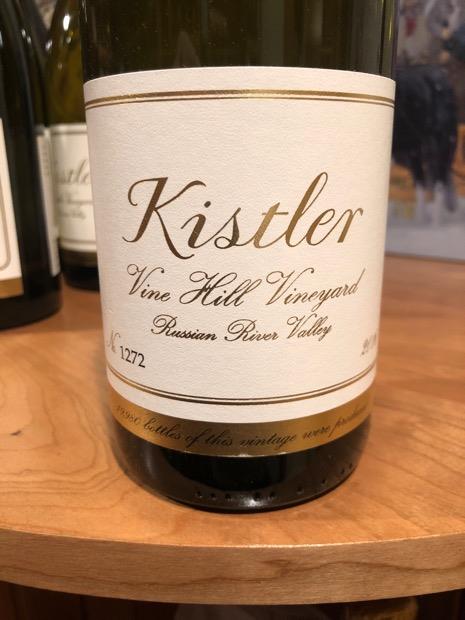 Kistler
Vine Hill Vineyard
Russian River Valley
No. 1272
bottles of this vintage were produced